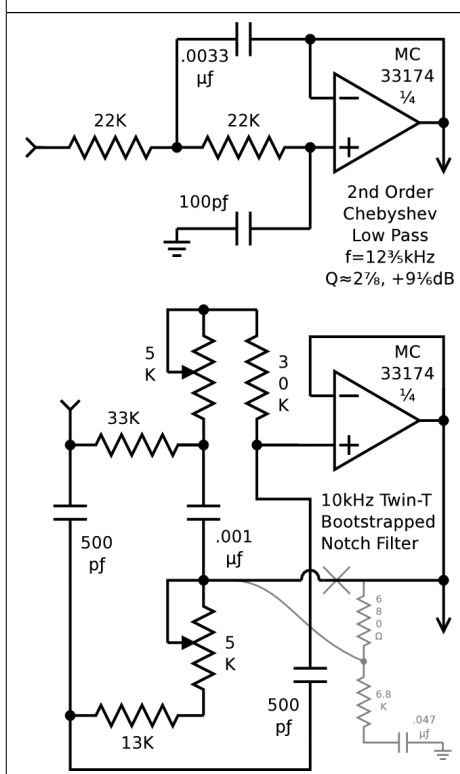 .0033
µf
MC
33174
¼
22K
22K
100pf
2nd Order
Chebyshev
Low Pass
f=12⅗kHz
Q≈2⅞, +9⅙dB
5
K
3
0
K
MC
33174
¼
33K
10kHz Twin-T
Bootstrapped
Notch Filter
500
pf
.001
µf
5
K
6
8
0
Ω
6.8
K
500
pf
.047
µf
13K